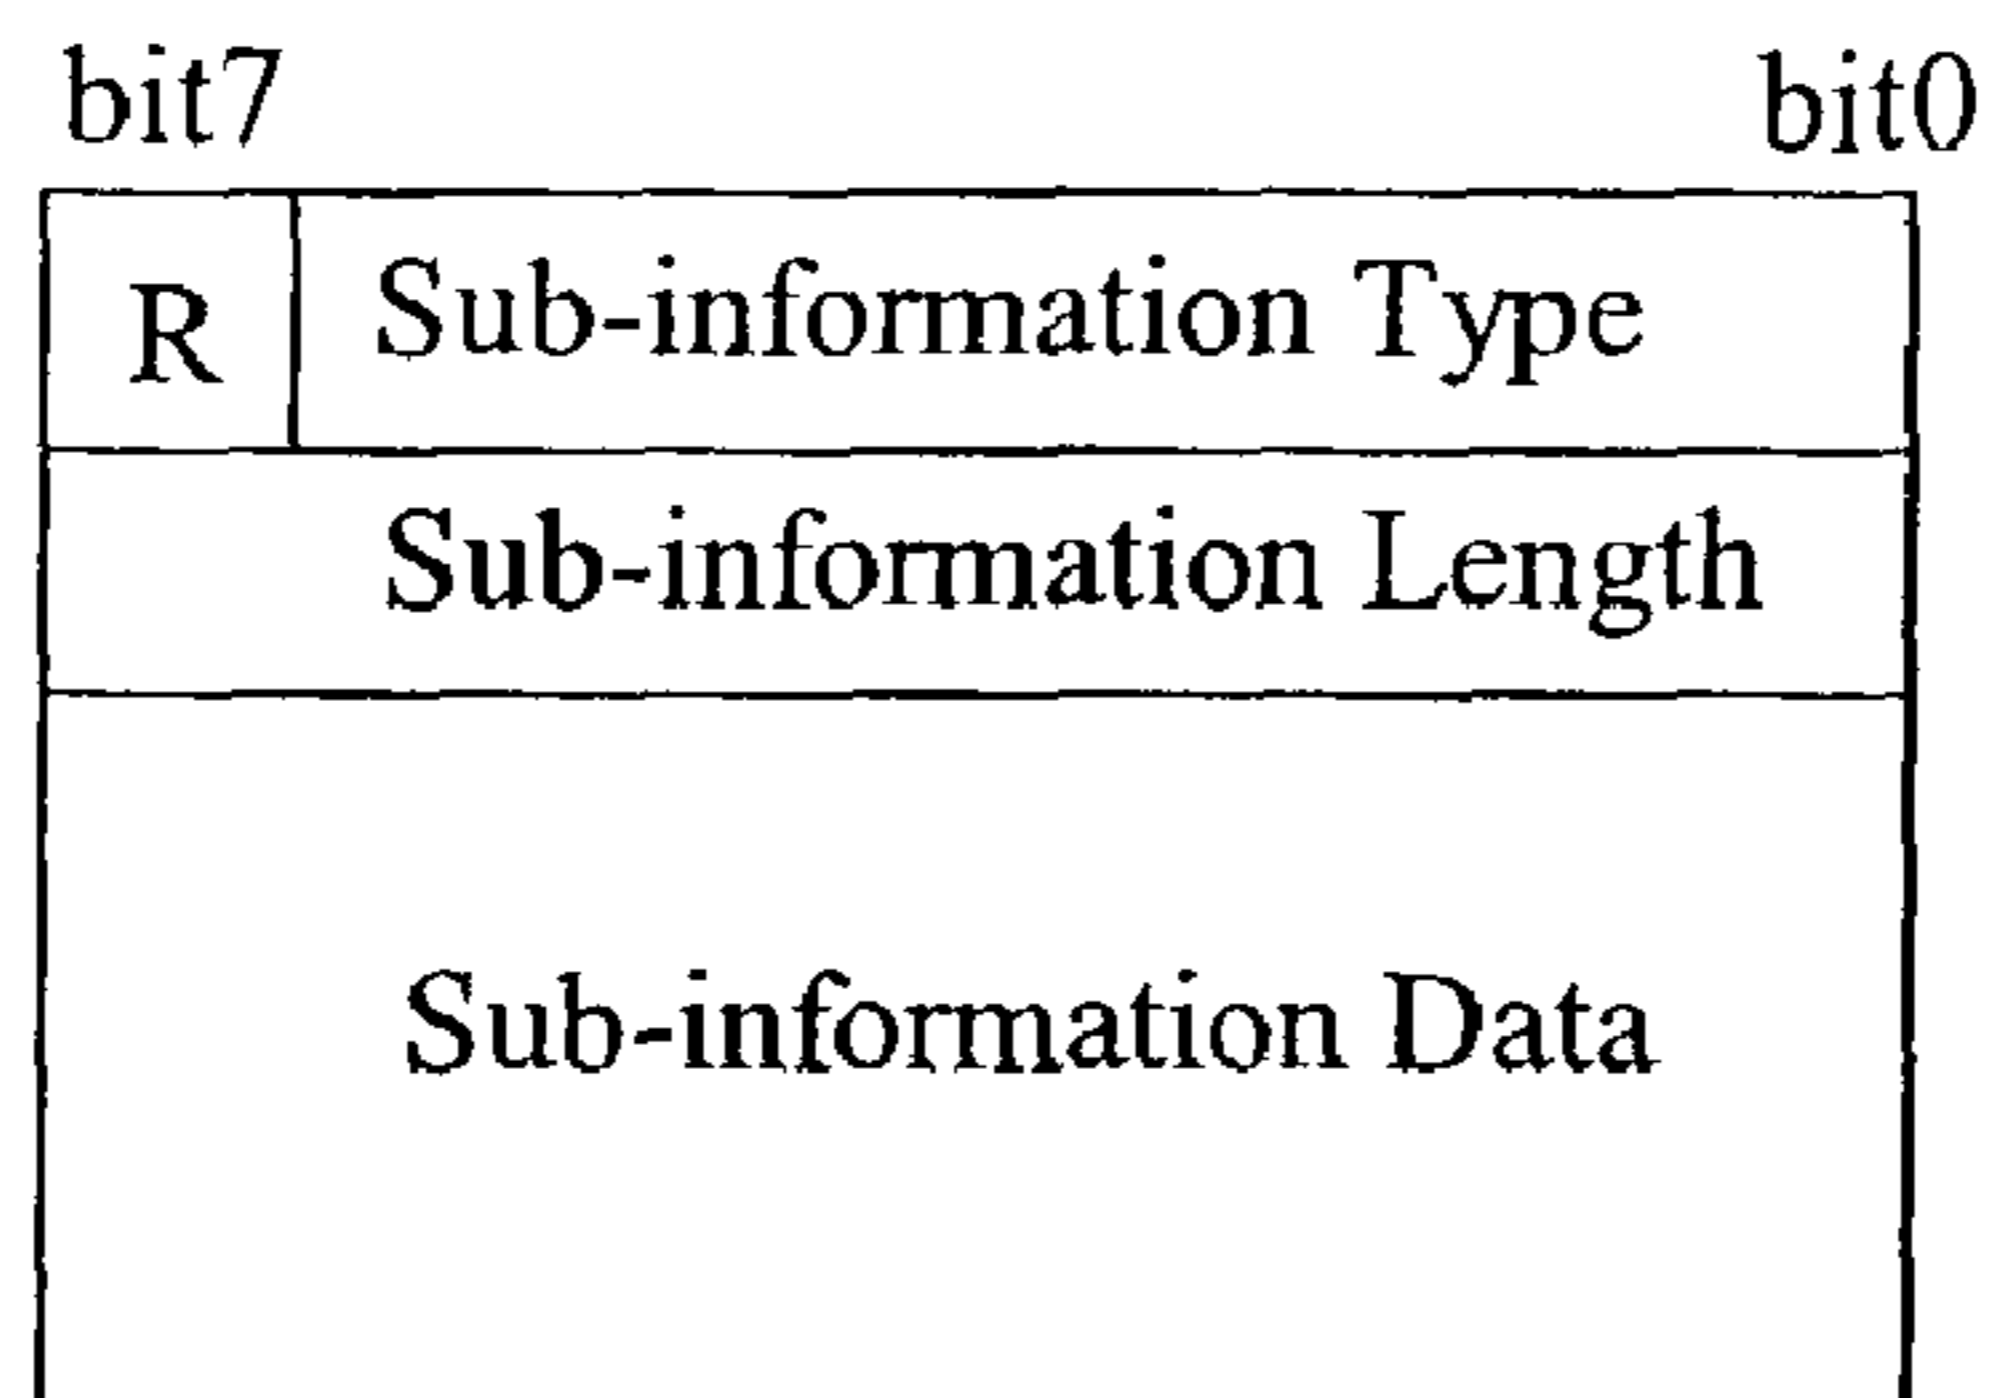 bit7 bit0
R Sub-information Type
Sub-information Length
Sub-information Data